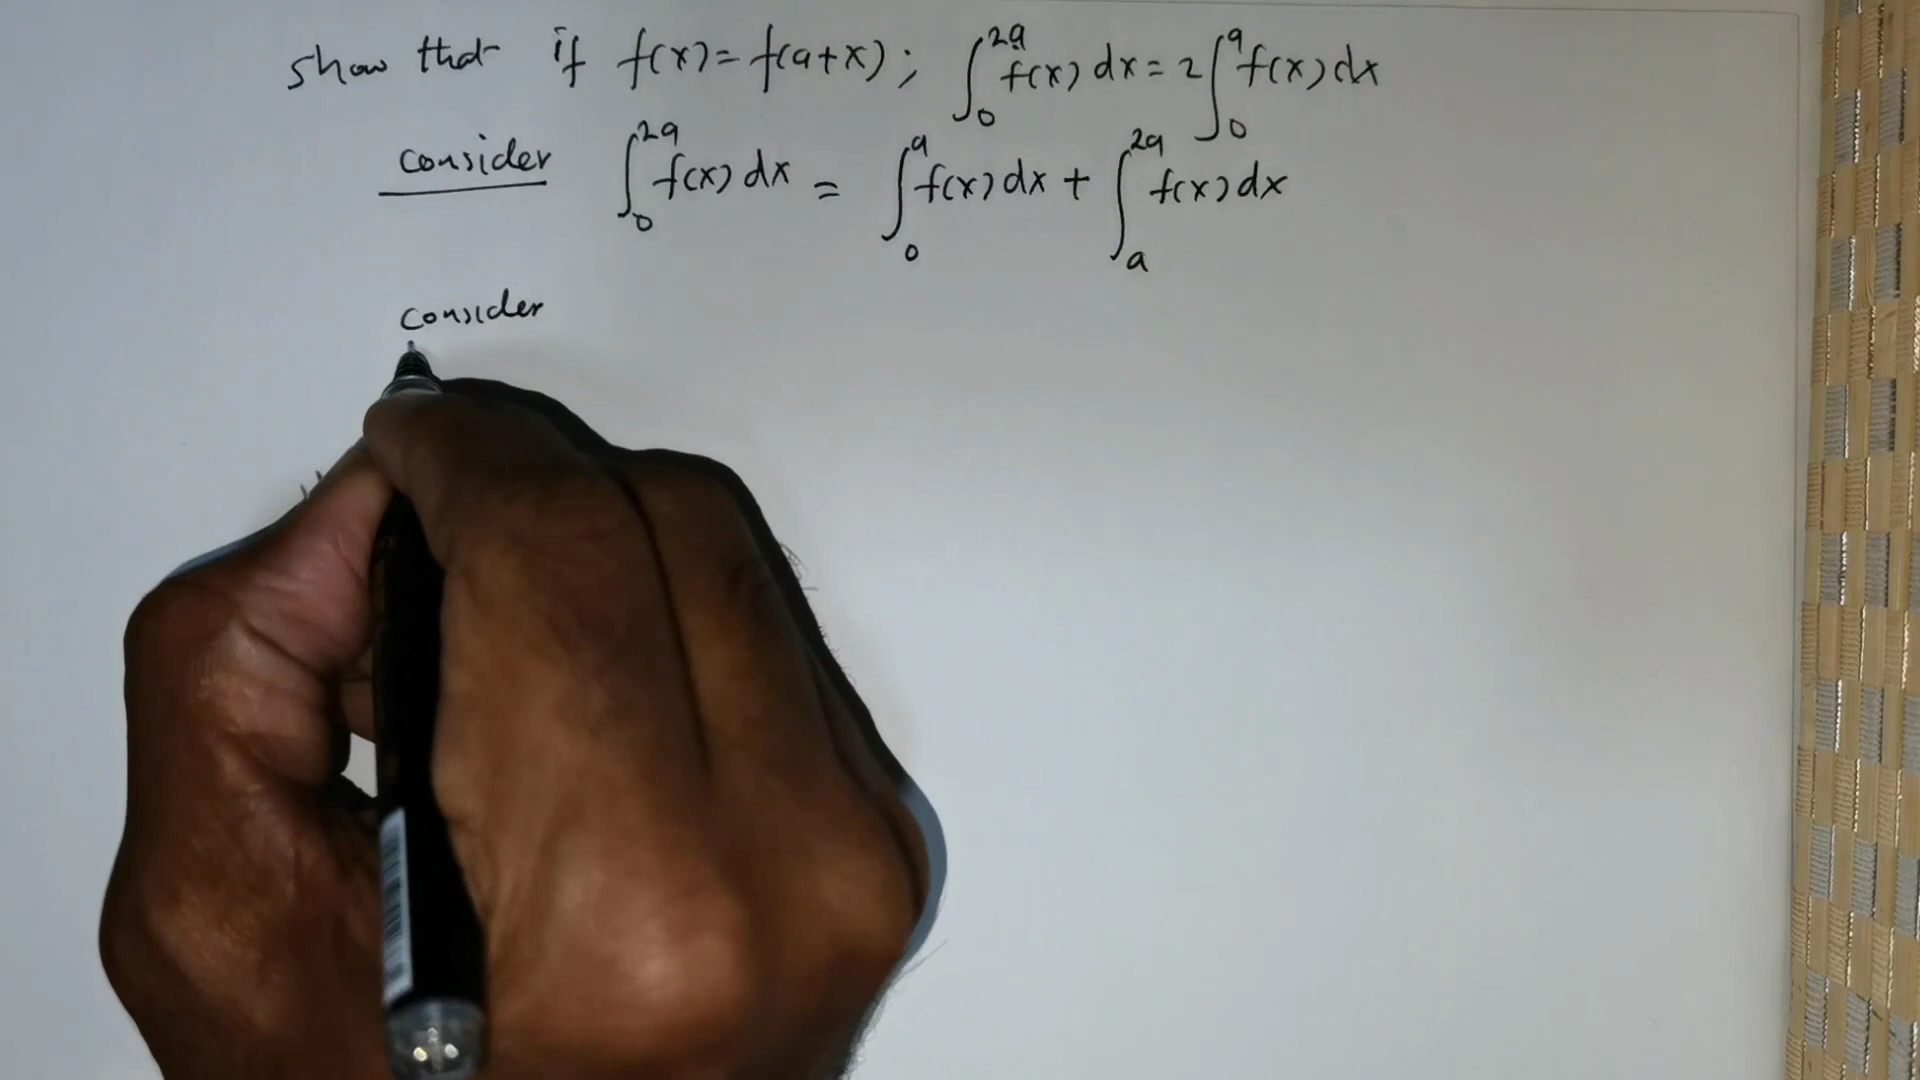 show that if f(x) = f(a+x); ∫₀²ᵃ f(x) dx = 2∫₀ᵃ f(x) dx
consider ∫₀²ᵃ f(x) dx = ∫₀ᵃ f(x) dx + ∫ₐ²ᵃ f(x) dx
consider